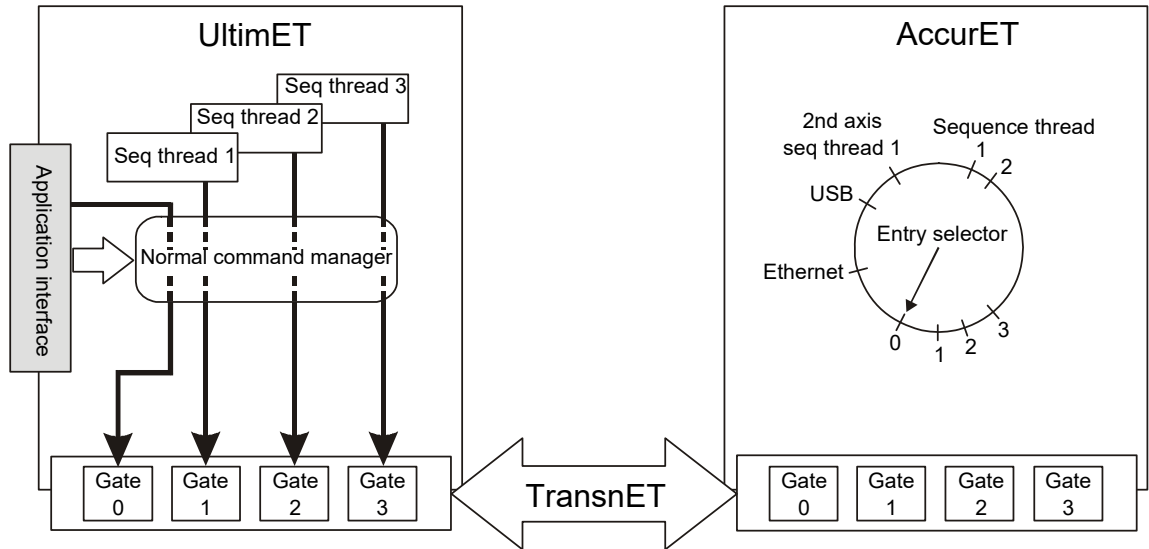 UltimET
AccurET
Seq thread 3
Seq thread 2
Seq thread 1
Application interface
Normal command manager
2nd axis
seq thread 1
Sequence thread
1
2
USB
Entry selector
Ethernet
0
1
2
3
Gate
0
Gate
1
Gate
2
Gate
3
TransnET
Gate
0
Gate
1
Gate
2
Gate
3